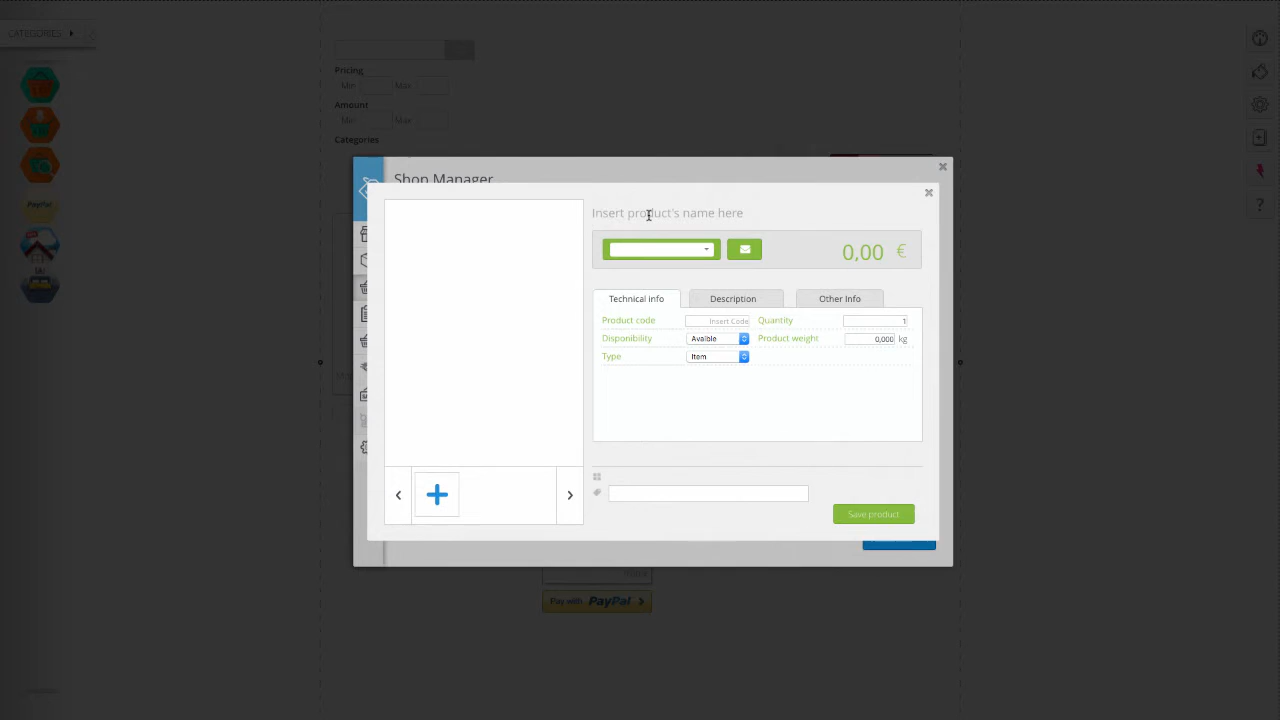 CATEGORIES
Pricing
Min
Max
Amount
Min
Max
Categories
PayPal
Shop Manager
Insert product's name here
0,00 €
Technical info
Description
Other Info
Product code
Insert Code
Quantity
1
Disponibility
Avaible
Product weight
0,000 kg
Type
Item
Save product
Pay with PayPal
?